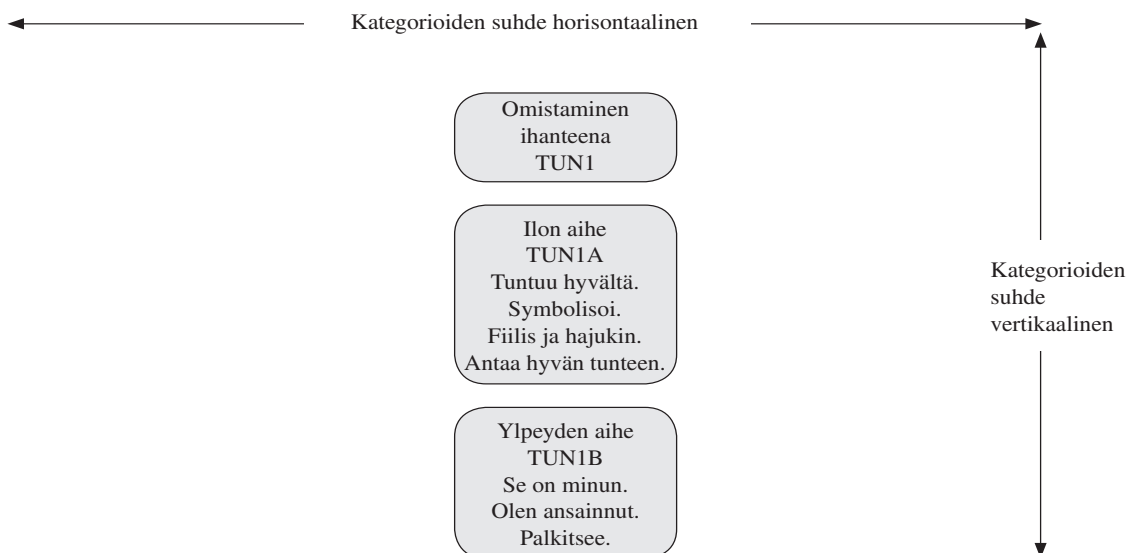 Kategorioiden suhde horisontaalinen
Omistaminen
ihanteena
TUN1
Ilon aihe
TUN1A
Tuntuu hyvältä.
Symbolisoi.
Fiilis ja hajukin.
Antaa hyvän tunteen.
Kategorioiden
suhde
vertikaalinen
Ylpeyden aihe
TUN1B
Se on minun.
Olen ansainnut.
Palkitsee.